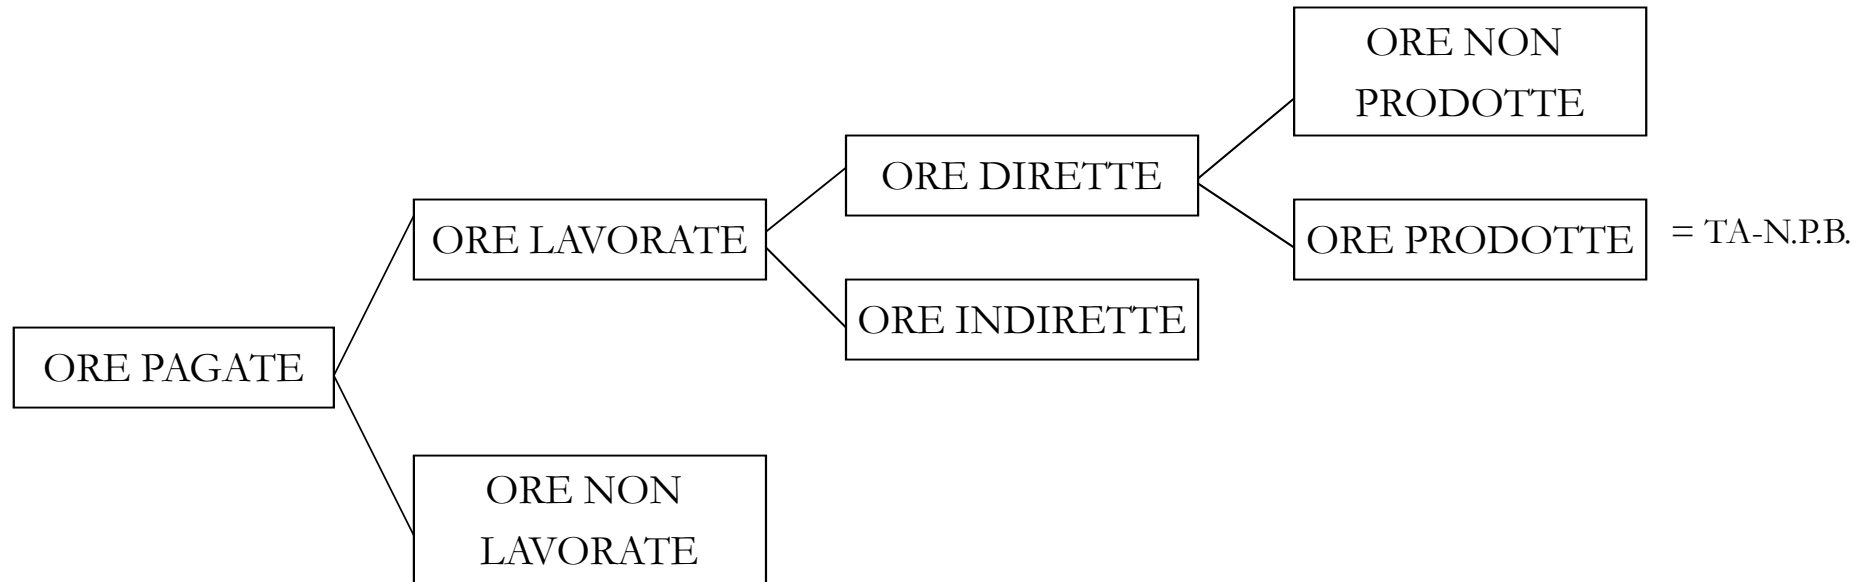 ORE NON
PRODOTTE
ORE DIRETTE
ORE LAVORATE
ORE PRODOTTE
= TA-N.P.B.
ORE INDIRETTE
ORE PAGATE
ORE NON
LAVORATE